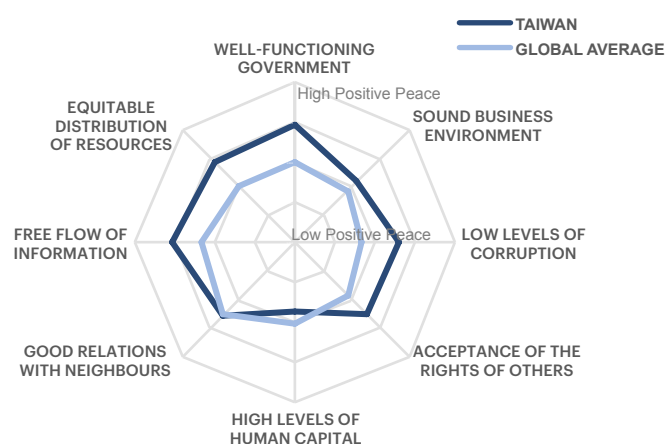 TAIWAN
GLOBAL AVERAGE
WELL-FUNCTIONING
GOVERNMENT
High Positive Peace
EQUITABLE
DISTRIBUTION
OF RESOURCES
SOUND BUSINESS
ENVIRONMENT
FREE FLOW OF
INFORMATION
Low Positive Peace
LOW LEVELS OF
CORRUPTION
GOOD RELATIONS
WITH NEIGHBOURS
ACCEPTANCE OF THE
RIGHTS OF OTHERS
HIGH LEVELS OF
HUMAN CAPITAL